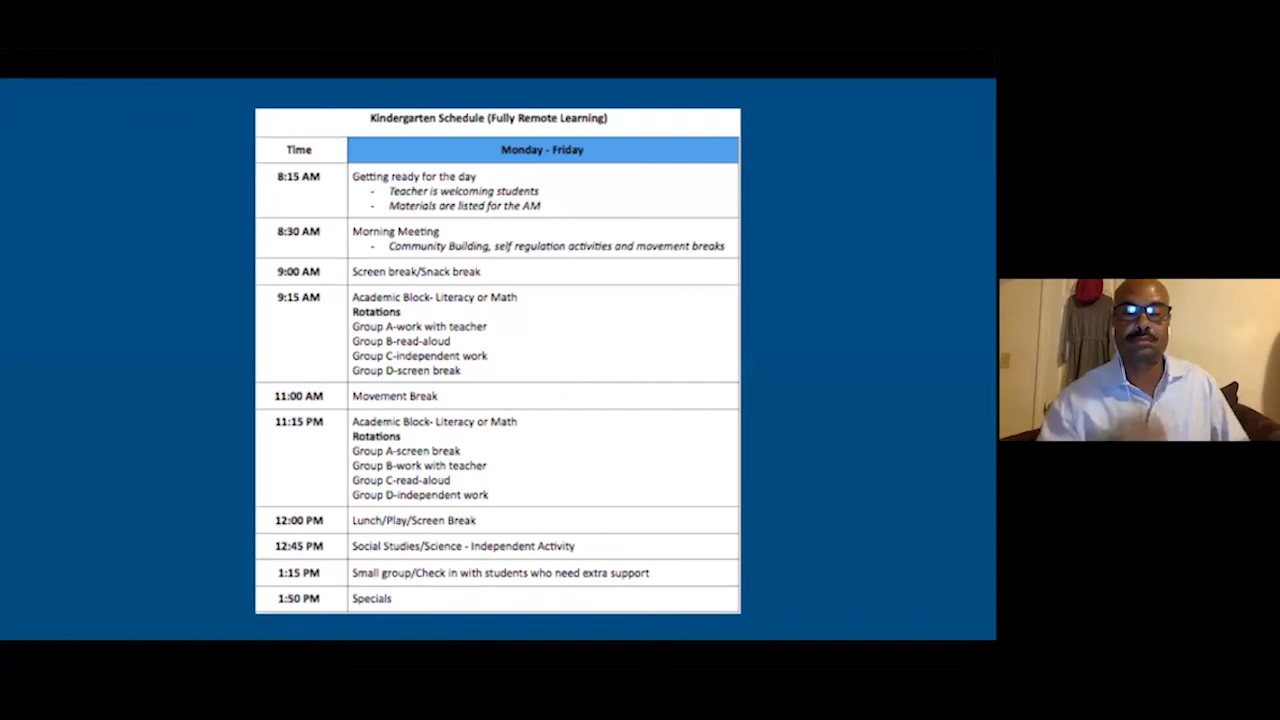 Kindergarten Schedule (Fully Remote Learning)
Time
Monday - Friday
8:15 AM
Getting ready for the day
- Teacher is welcoming students
- Materials are listed for the AM
8:30 AM
Morning Meeting
- Community Building, self regulation activities and movement breaks
9:00 AM
Screen break/Snack break
9:15 AM
Academic Block- Literacy or Math
Rotations
Group A-work with teacher
Group B-read-aloud
Group C-independent work
Group D-screen break
11:00 AM
Movement Break
11:15 PM
Academic Block- Literacy or Math
Rotations
Group A-screen break
Group B-work with teacher
Group C-read-aloud
Group D-independent work
12:00 PM
Lunch/Play/Screen Break
12:45 PM
Social Studies/Science - Independent Activity
1:15 PM
Small group/Check in with students who need extra support
1:50 PM
Specials